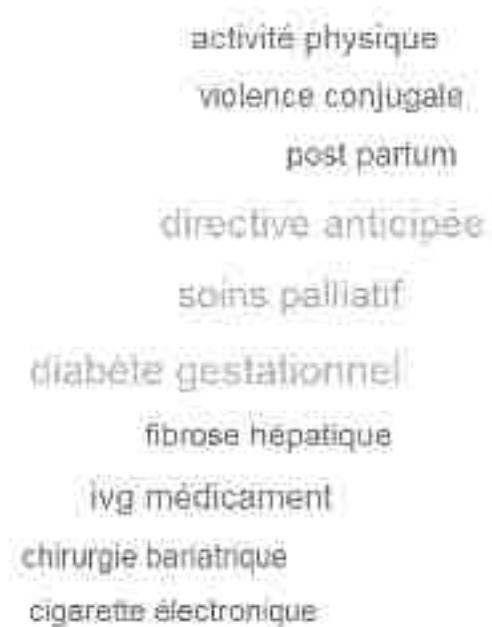 activité physique
violence conjugale
post partum
directive anticipée
soins palliatif
diabète gestationnel
fibrose hépatique
ivg médicament
chirurgie bariatrique
cigarette électronique